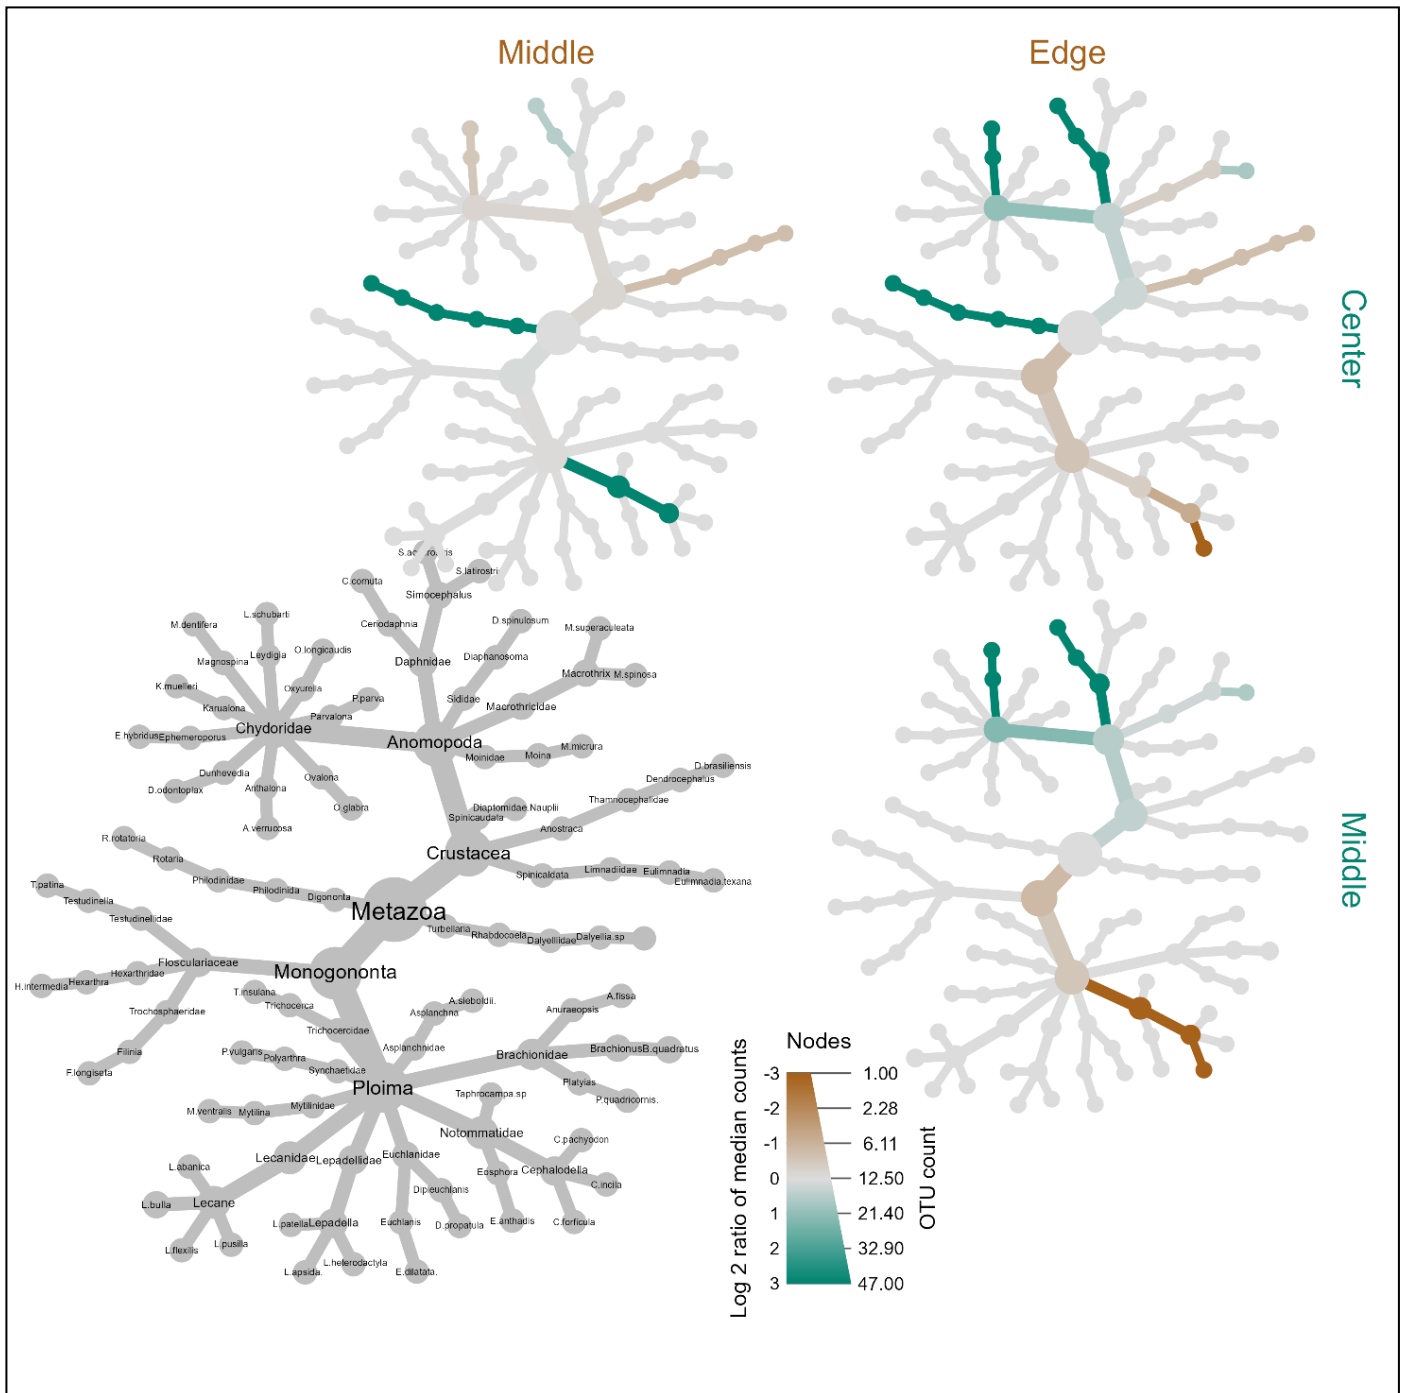 Middle
Edge
Center
Middle
S.latirostri
C.cornuta
Simocephalus
L.schubarti
M.dentifera
Ceriodaphnia
D.spinulosum
M.superaculeata
Leydigia
O.longicaudis
Magnospina
Daphnidae
Diaphanosoma
Macrothrix
M.spinosa
K.muelleri
Oxyurella
P.parva
Sididae
Macrothricidae
Karualona
Parvalona
Chydoridae
E.hybridus
Ephemeroporus
Anomopoda
Moinidae
Moina
M.micrura
D.brasiliensis
Dunhevedia
Ovalona
Dendrocephalus
D.odontoplax
Anthalona
Thamnocephalidae
O.glabra
Diaptomidae.Nauplii
Spinicaudata
A.verrucosa
Anostraca
R.rotatoria
Crustacea
Rotaria
Spinicaldata
Limnadiidae
Eulimnadia
Eulimnadia.texana
Philodinidae
T.patina
Philodinida
Digononta
Testudinella
Metazoa
Testudinellidae
Turbellaria
Rhabdocoela
Dalyelliidae
Dalyellia.sp
Flosculariaceae
Monogononta
Hexarthridae
H.intermedia
Hexarthra
T.insulana
A.sieboldii.
A.fissa
Trochosphaeridae
Trichocerca
Asplanchna
Anuraeopsis
Trichocercidae
Filinia
P.vulgaris
Polyarthra
Asplanchnidae
Brachionidae
Brachionus
B.quadratus
F.longiseta
Synchaetidae
Ploima
Platyias
Taphrocampa.sp
P.quadricornis.
M.ventralis
Mytilina
Mytilinidae
Notommatidae
C.pachyodon
Lecanidae
Lepadellidae
Euchlanidae
L.abanica
Eosphora
Cephalodella
C.incila
Dipleuchlanis
L.bulla
Lecane
L.patella
Lepadella
Euchlanis
D.propatula
E.anthadis
C.forficula
L.flexilis
L.pusilla
L.heterodactyla
L.apsida.
E.dilatata.
Nodes
Log 2 ratio of median counts
OTU count
-3 1.00
-2 2.28
-1 6.11
0 12.50
1 21.40
2 32.90
3 47.00